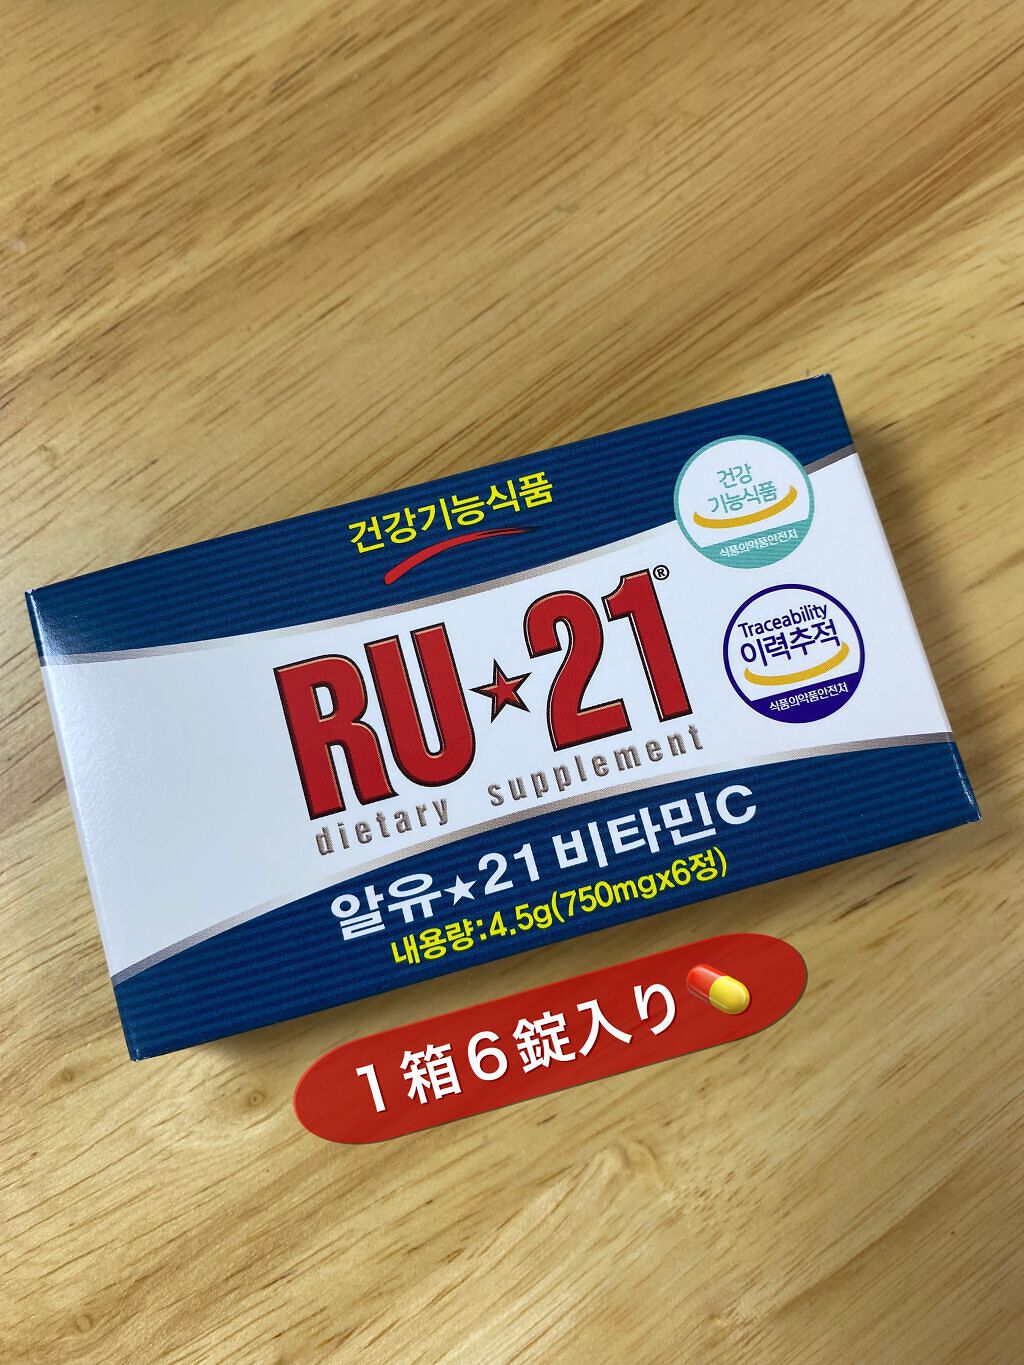 건강기능식품
건강
기능식품
식품의약품안전처
RU★21®
dietary supplement
Traceability
이력추적
식품의약품안전처
알유★21 비타민C
내용량:4.5g(750mgx6정)
1箱6錠入り💊